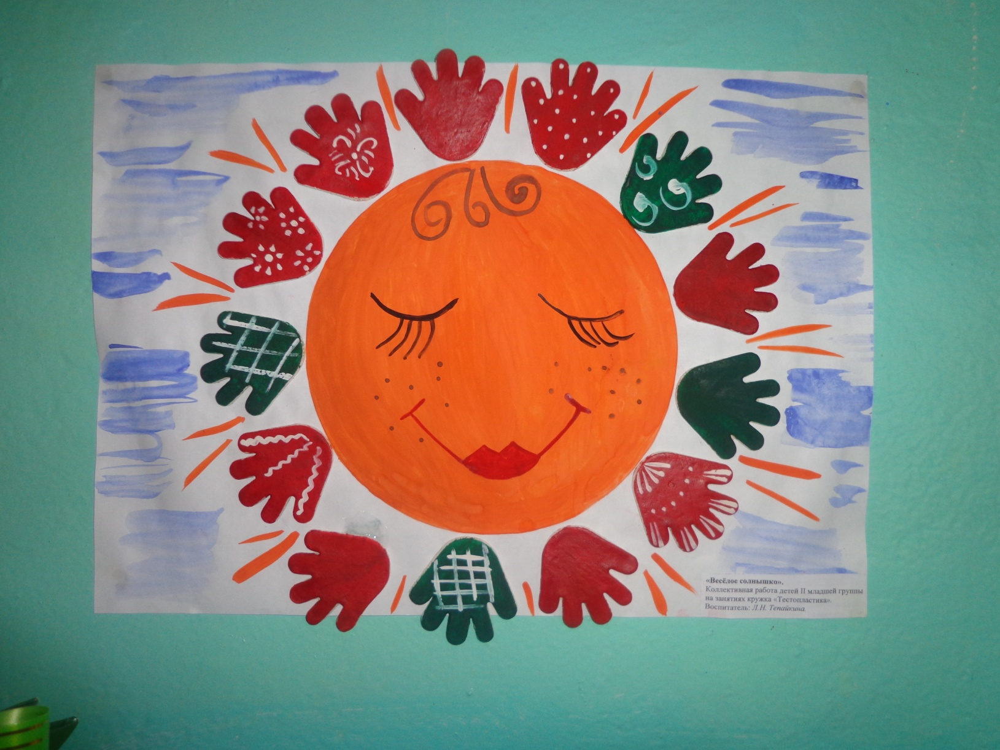 «Весёлое солнышко».
Коллективная работа детей II младшей группы
на занятиях кружка «Тестопластика».
Воспитатель: Л.Н. Тепайкина.